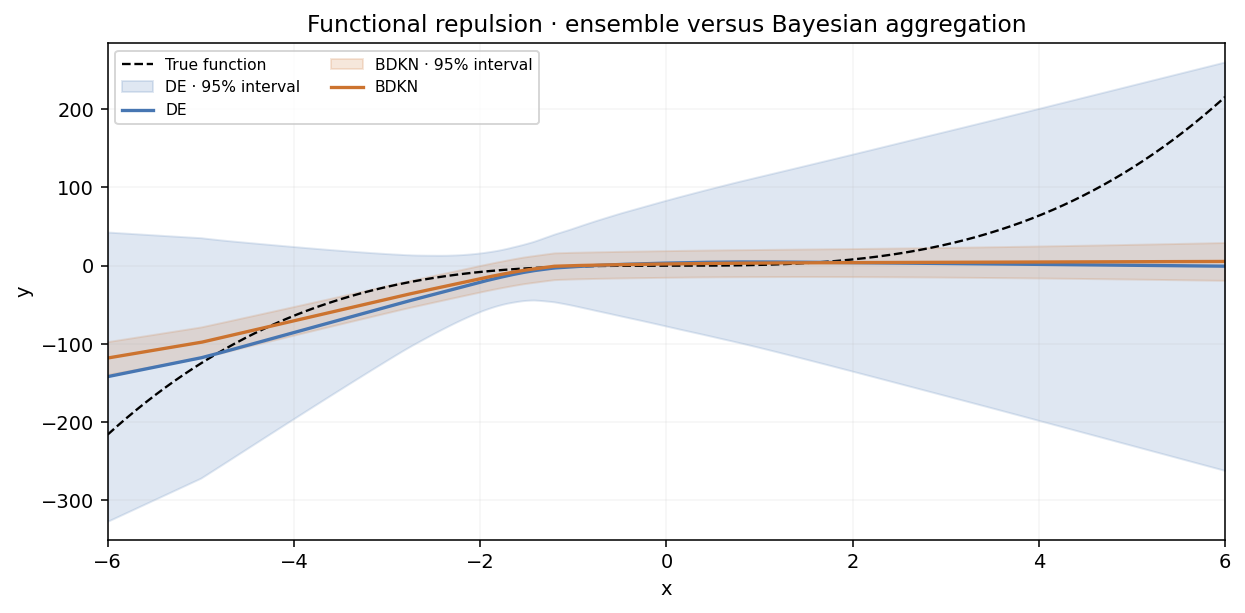 Functional repulsion · ensemble versus Bayesian aggregation
True function
DE · 95% interval
DE
BDKN · 95% interval
BDKN
y
200
100
0
−100
−200
−300
−6
−4
−2
0
2
4
6
x